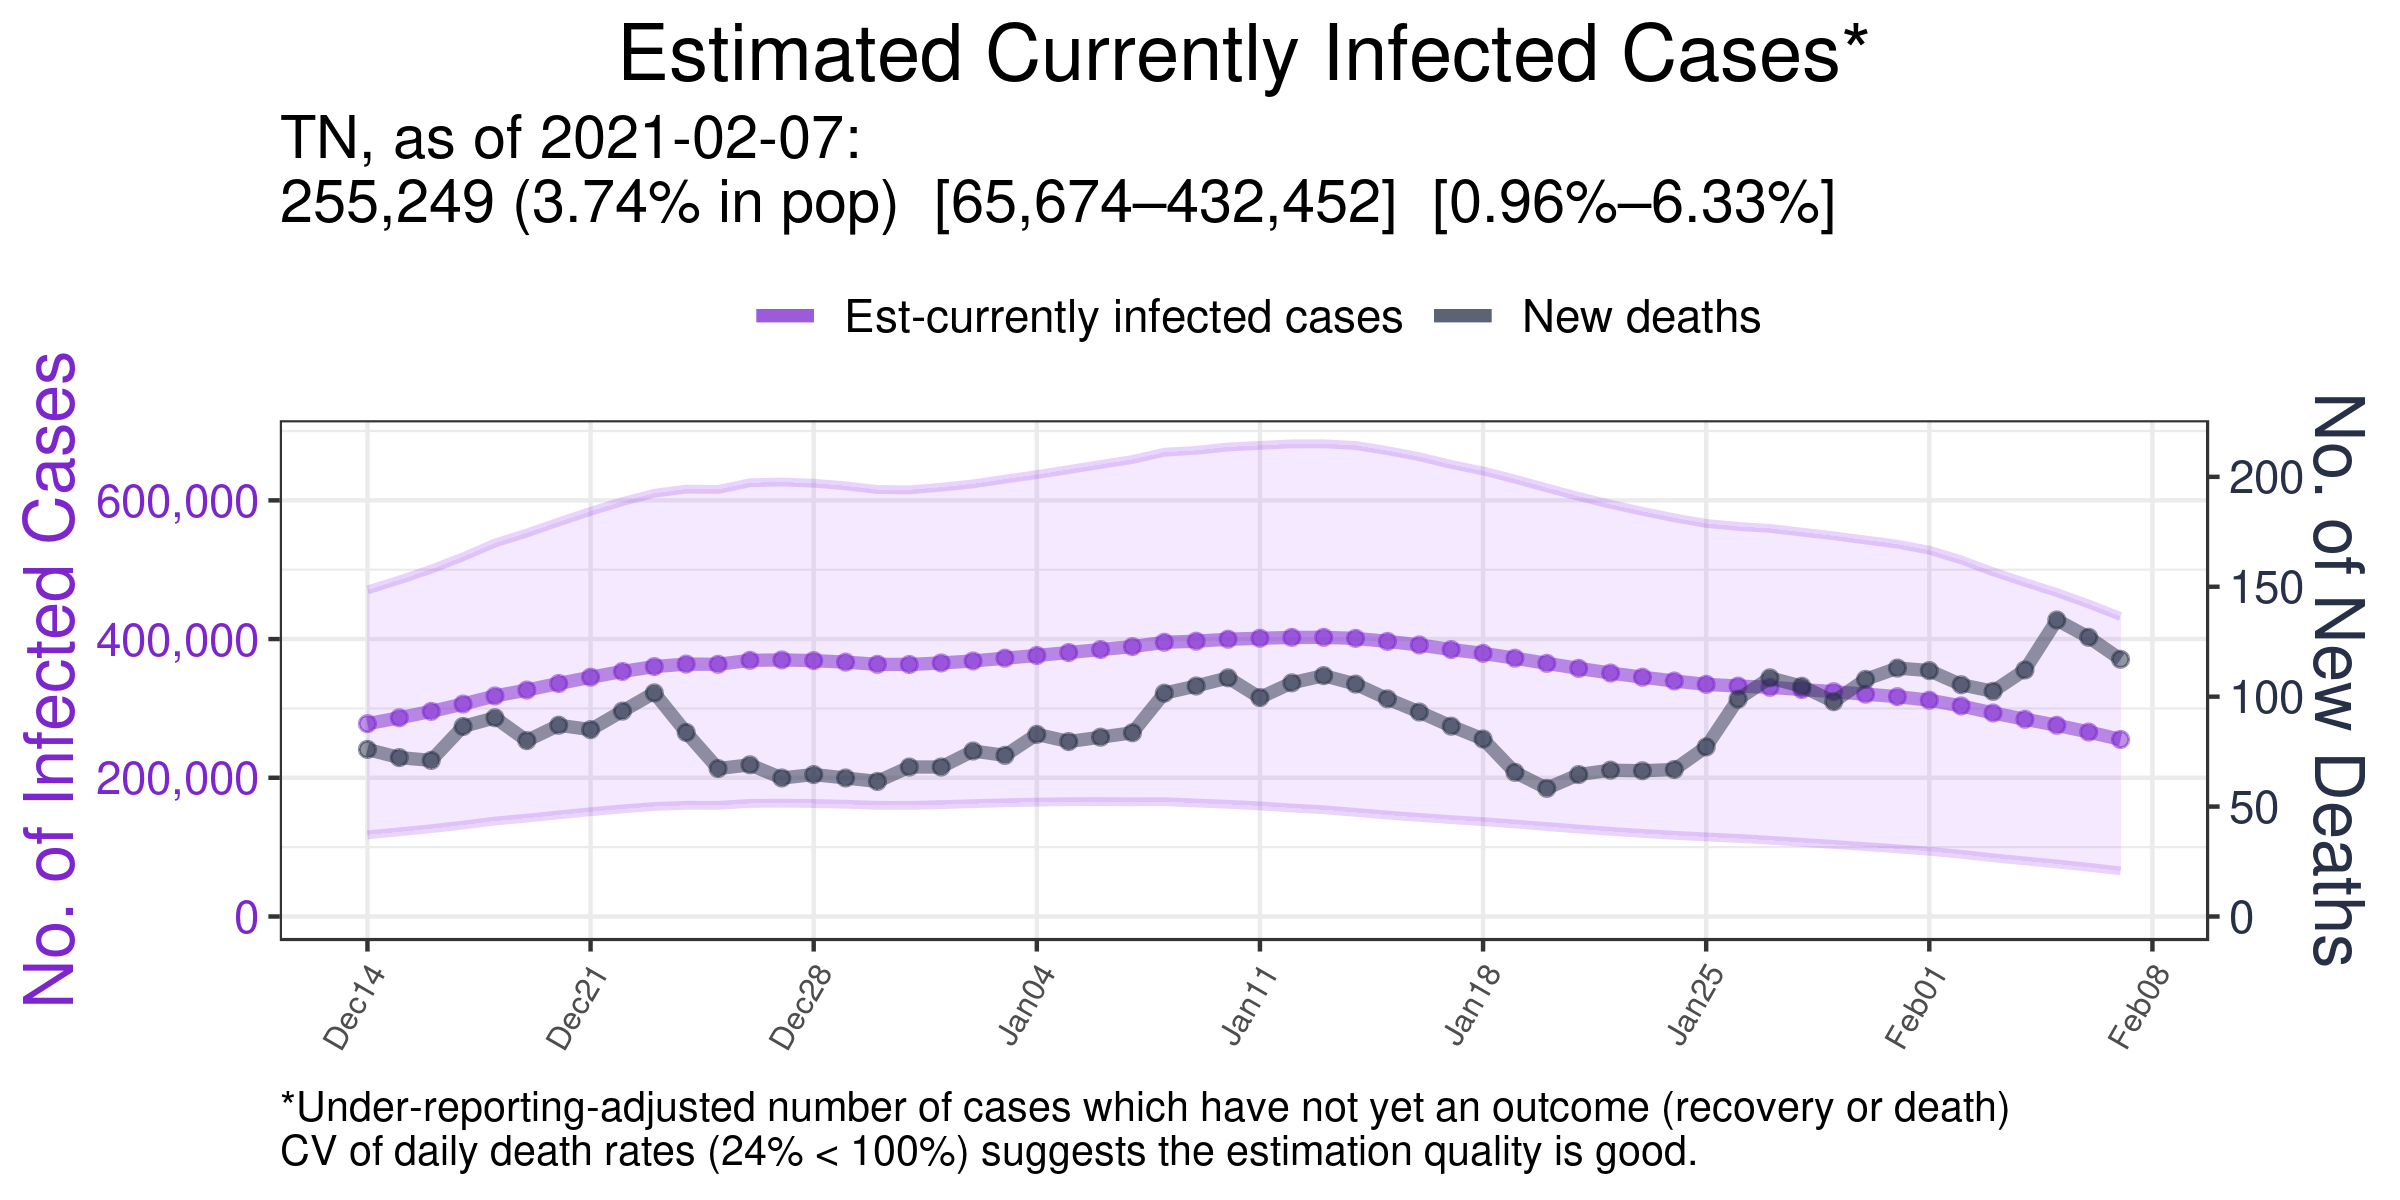 Estimated Currently Infected Cases*
TN, as of 2021-02-07:
255,249 (3.74% in pop)  [65,674–432,452]  [0.96%–6.33%]
Est-currently infected cases
New deaths
No. of Infected Cases
600,000
400,000
200,000
0
200
150
100
50
0
No. of New Deaths
Dec14
Dec21
Dec28
Jan04
Jan11
Jan18
Jan25
Feb01
Feb08
*Under-reporting-adjusted number of cases which have not yet an outcome (recovery or death)
CV of daily death rates (24% < 100%) suggests the estimation quality is good.